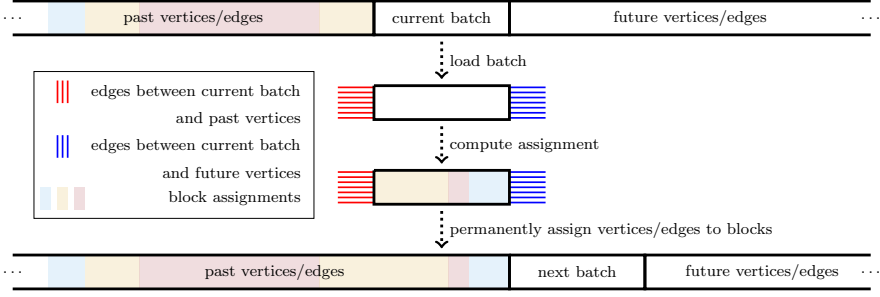 ··· past vertices/edges current batch future vertices/edges ···
load batch
edges between current batch
and past vertices
edges between current batch
and future vertices
block assignments
compute assignment
permanently assign vertices/edges to blocks
··· past vertices/edges next batch future vertices/edges ···